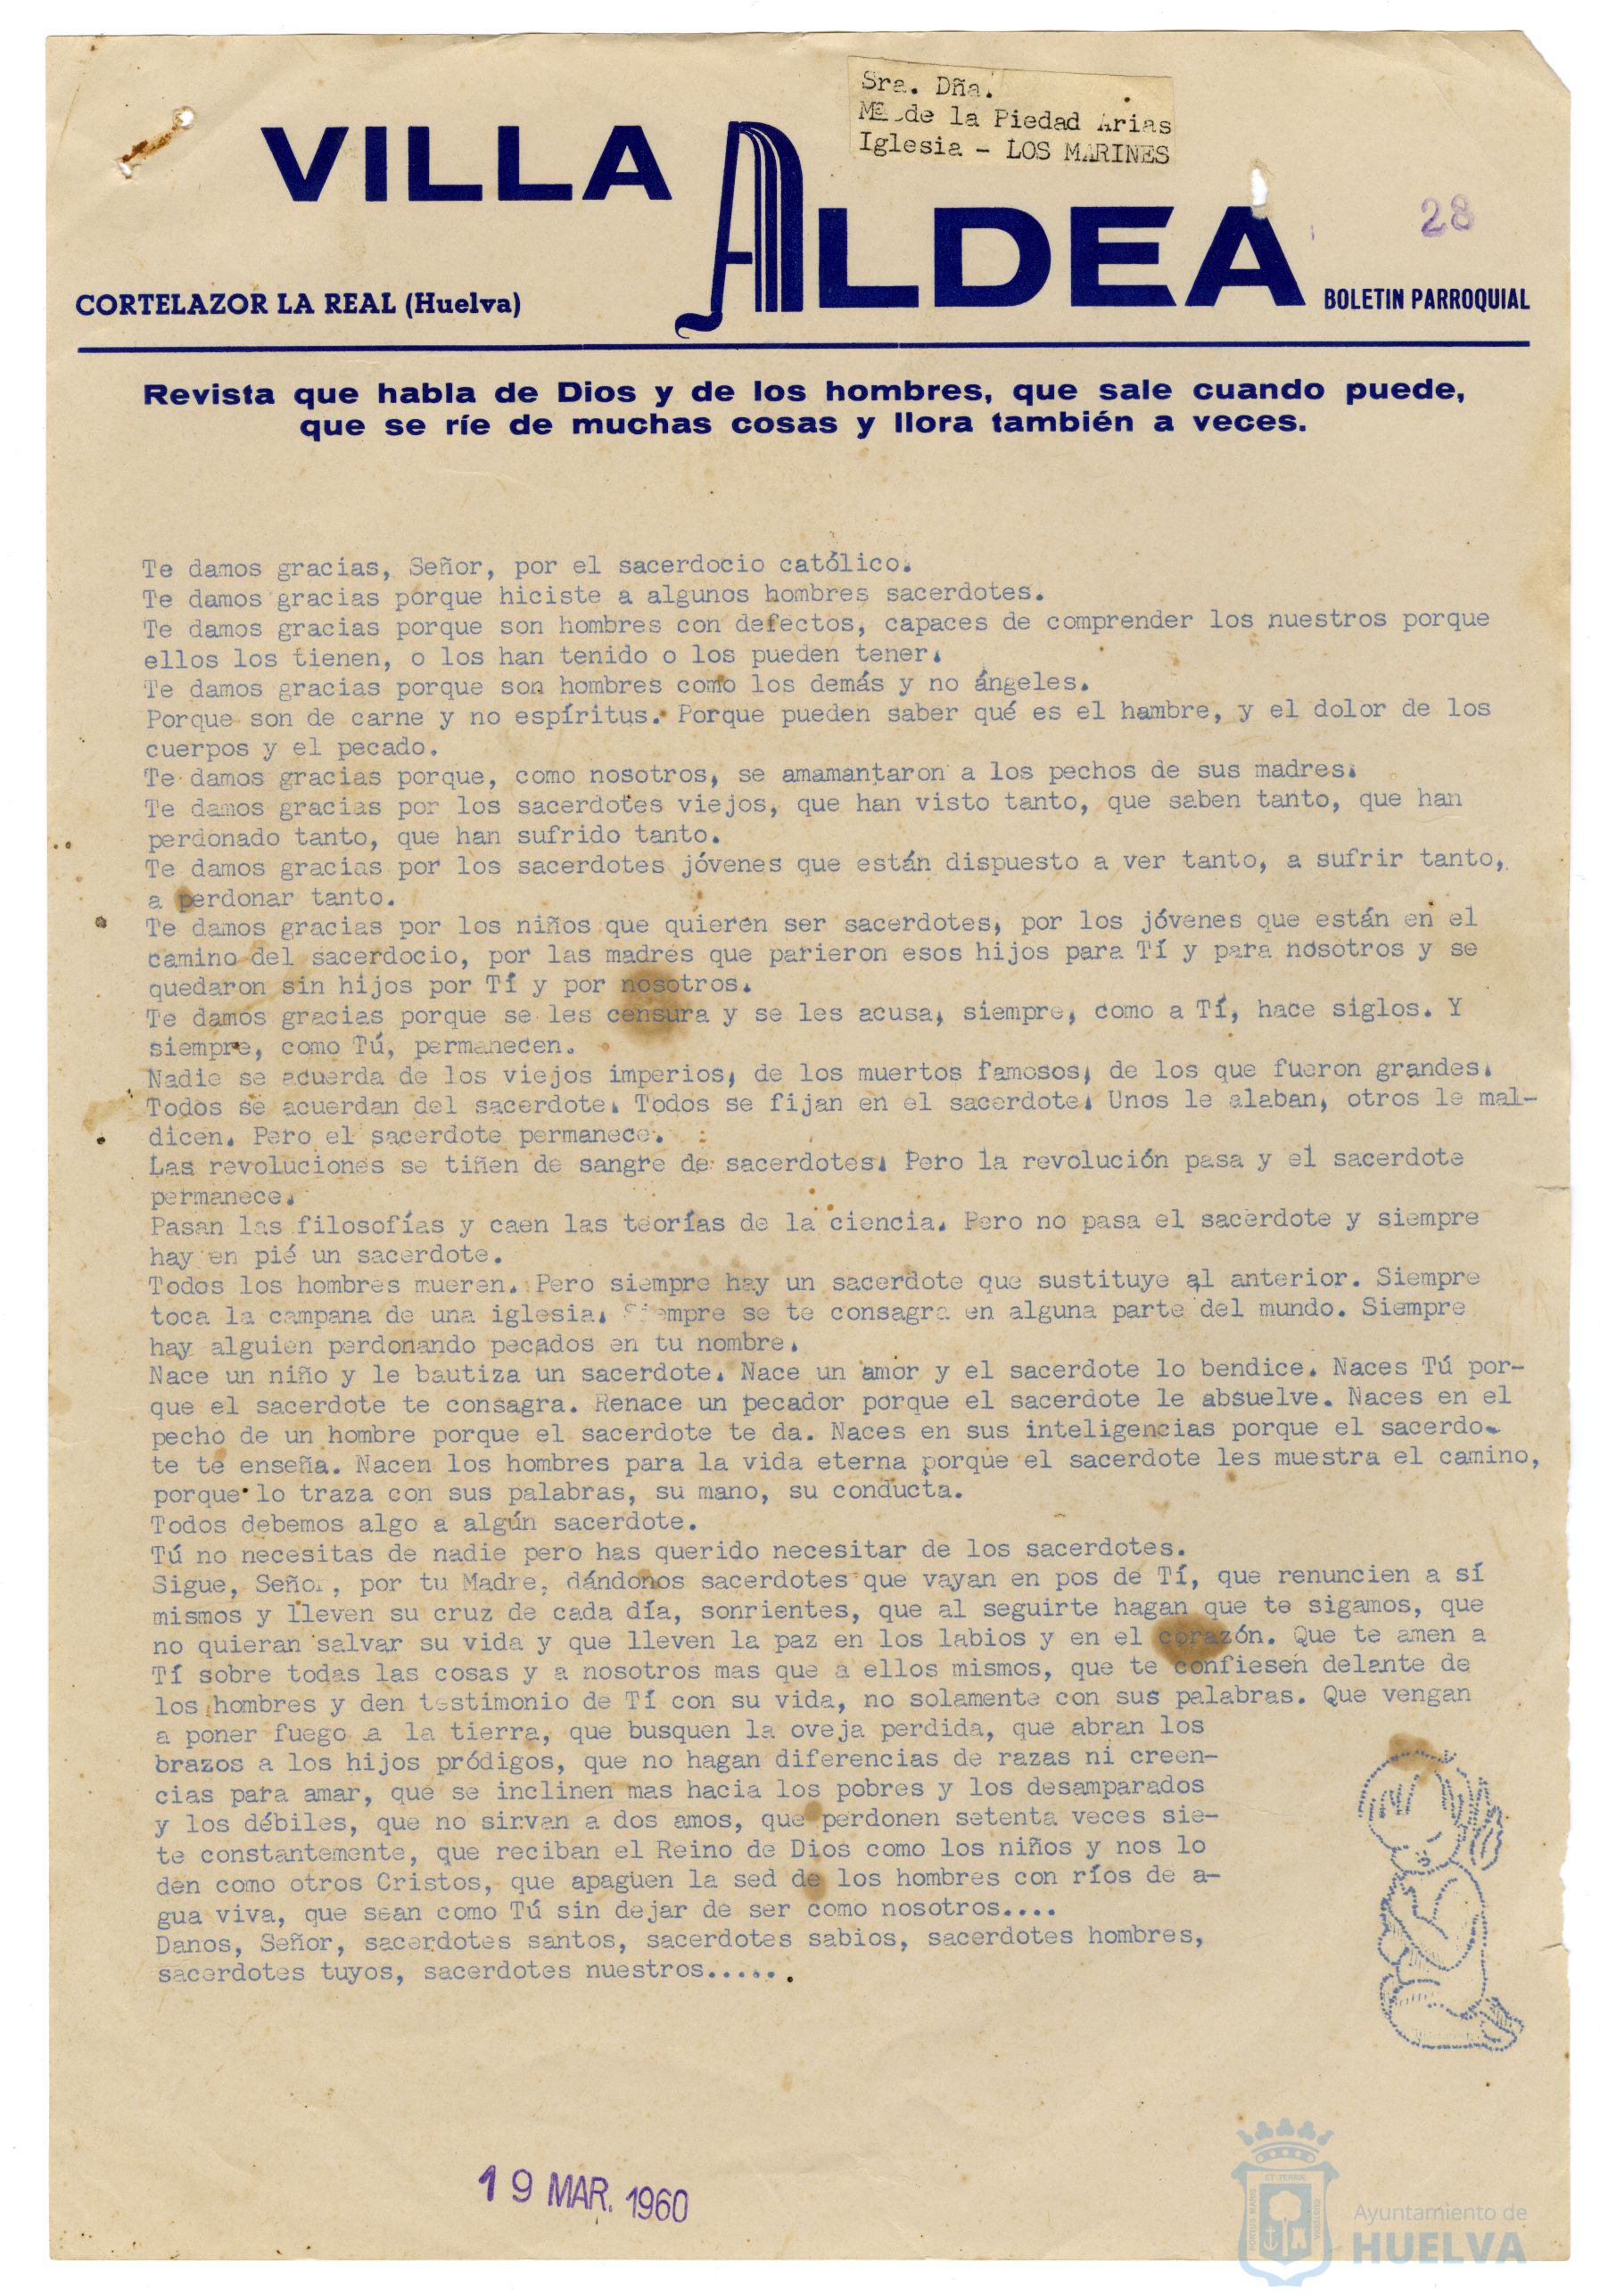 Sra. Dña.
Mª de la Piedad Arias
Iglesia - LOS MARINES
VILLA
ALDEA
28
CORTELAZOR LA REAL (Huelva)
BOLETIN PARROQUIAL
Revista que habla de Dios y de los hombres, que sale cuando puede,
que se ríe de muchas cosas y llora también a veces.
Te damos gracias, Señor, por el sacerdocio católico.
Te damos gracias porque hiciste a algunos hombres sacerdotes.
Te damos gracias porque son hombres con defectos, capaces de comprender los nuestros porque
ellos los tienen, o los han tenido o los pueden tener.
Te damos gracias porque son hombres como los demás y no ángeles.
Porque son de carne y no espíritus. Porque pueden saber qué es el hambre, y el dolor de los
cuerpos y el pecado.
Te damos gracias porque, como nosotros, se amamantaron a los pechos de sus madres.
Te damos gracias por los sacerdotes viejos, que han visto tanto, que saben tanto, que han
perdonado tanto, que han sufrido tanto.
Te damos gracias por los sacerdotes jóvenes que están dispuesto a ver tanto, a sufrir tanto,
a perdonar tanto.
Te damos gracias por los niños que quieren ser sacerdotes, por los jóvenes que están en el
camino del sacerdocio, por las madres que parieron esos hijos para Tí y para nosotros y se
quedaron sin hijos por Tí y por nosotros.
Te damos gracias porque se les censura y se les acusa, siempre, como a Tí, hace siglos. Y
siempre, como Tú, permanecen.
Nadie se acuerda de los viejos imperios, de los muertos famosos, de los que fueron grandes.
Todos se acuerdan del sacerdote. Todos se fijan en el sacerdote. Unos le alaban, otros le mal-
dicen. Pero el sacerdote permanece.
Las revoluciones se tiñen de sangre de sacerdotes. Pero la revolución pasa y el sacerdote
permanece.
Pasan las filosofías y caen las teorías de la ciencia. Pero no pasa el sacerdote y siempre
hay en pié un sacerdote.
Todos los hombres mueren. Pero siempre hay un sacerdote que sustituye al anterior. Siempre
toca la campana de una iglesia. Siempre se te consagra en alguna parte del mundo. Siempre
hay alguien perdonando pecados en tu nombre.
Nace un niño y le bautiza un sacerdote. Nace un amor y el sacerdote lo bendice. Naces Tú por-
que el sacerdote te consagra. Renace un pecador porque el sacerdote le absuelve. Naces en el
pecho de un hombre porque el sacerdote te da. Naces en sus inteligencias porque el sacerdo-
te te enseña. Nacen los hombres para la vida eterna porque el sacerdote les muestra el camino,
porque lo traza con sus palabras, su mano, su conducta.
Todos debemos algo a algún sacerdote.
Tú no necesitas de nadie pero has querido necesitar de los sacerdotes.
Sigue, Señor, por tu Madre, dándonos sacerdotes que vayan en pos de Tí, que renuncien a sí
mismos y lleven su cruz de cada día, sonrientes, que al seguirte hagan que te sigamos, que
no quieran salvar su vida y que lleven la paz en los labios y en el corazón. Que te amen a
Tí sobre todas las cosas y a nosotros mas que a ellos mismos, que te confiesen delante de
los hombres y den testimonio de Tí con su vida, no solamente con sus palabras. Que vengan
a poner fuego a la tierra, que busquen la oveja perdida, que abran los
brazos a los hijos pródigos, que no hagan diferencias de razas ni creen-
cias para amar, que se inclinen mas hacia los pobres y los desamparados
y los débiles, que no sirvan a dos amos, que perdonen setenta veces sie-
te constantemente, que reciban el Reino de Dios como los niños y nos lo
den como otros Cristos, que apaguen la sed de los hombres con ríos de a-
gua viva, que sean como Tú sin dejar de ser como nosotros....
Danos, Señor, sacerdotes santos, sacerdotes sabios, sacerdotes hombres,
sacerdotes tuyos, sacerdotes nuestros......
19 MAR. 1960
Ayuntamiento de
HUELVA